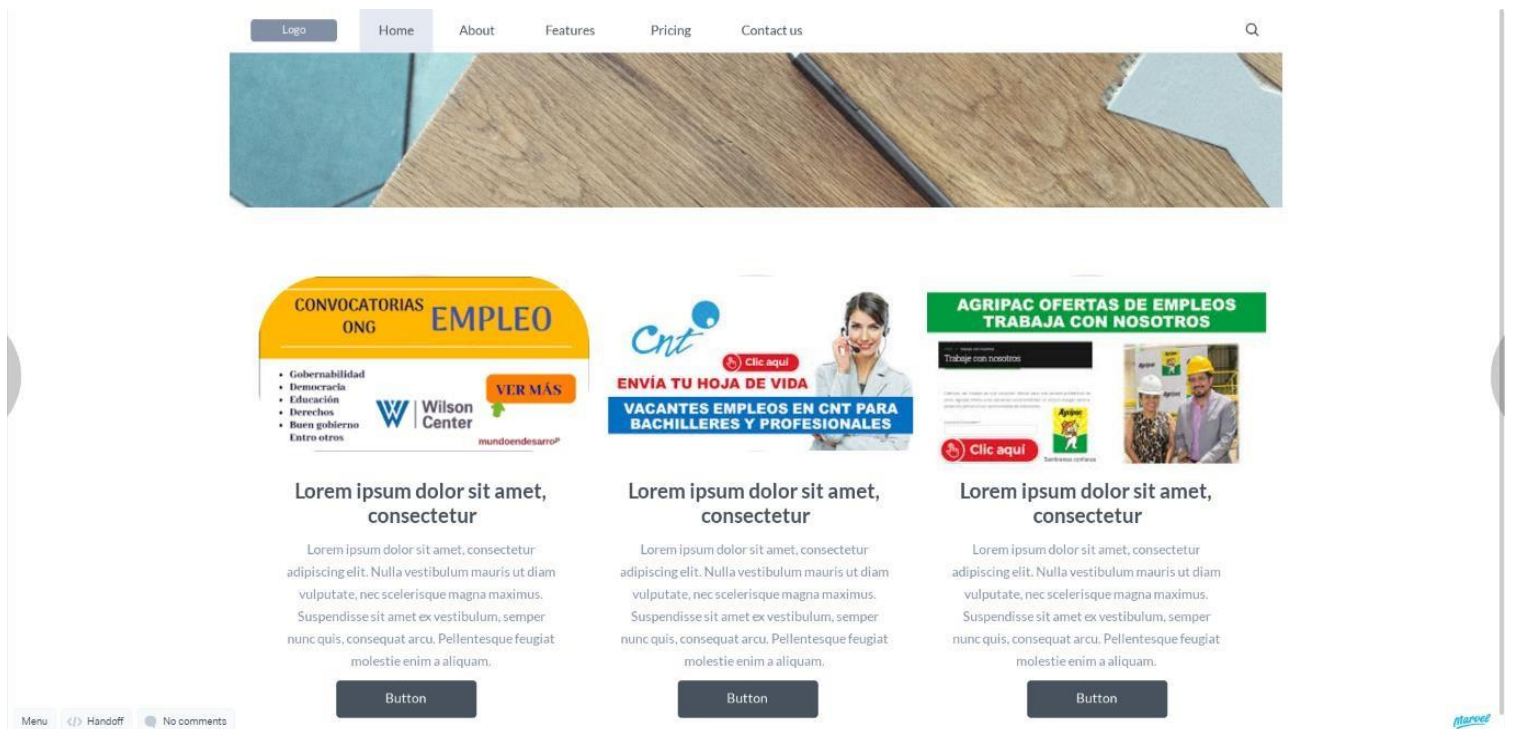 Logo
Home
About
Features
Pricing
Contact us
CONVOCATORIAS
ONG
EMPLEO
• Gobernabilidad
• Democracia
• Educación
• Derechos
• Buen gobierno
Entro otros
VER MÁS
W
Wilson
Center
mundoendesarro
Cnt
Clic aquí
ENVÍA TU HOJA DE VIDA
VACANTES EMPLEOS EN CNT PARA
BACHILLERES Y PROFESIONALES
AGRIPAC OFERTAS DE EMPLEOS
TRABAJA CON NOSOTROS
Trabaje con nosotros
Agripac
Clic aquí
Lorem ipsum dolor sit amet,
consectetur
Lorem ipsum dolor sit amet, consectetur
adipiscing elit. Nulla vestibulum mauris ut diam
vulputate, nec scelerisque magna maximus.
Suspendisse sit amet ex vestibulum, semper
nunc quis, consequat arcu. Pellentesque feugiat
molestie enim a aliquam.
Button
Lorem ipsum dolor sit amet,
consectetur
Lorem ipsum dolor sit amet, consectetur
adipiscing elit. Nulla vestibulum mauris ut diam
vulputate, nec scelerisque magna maximus.
Suspendisse sit amet ex vestibulum, semper
nunc quis, consequat arcu. Pellentesque feugiat
molestie enim a aliquam.
Button
Lorem ipsum dolor sit amet,
consectetur
Lorem ipsum dolor sit amet, consectetur
adipiscing elit. Nulla vestibulum mauris ut diam
vulputate, nec scelerisque magna maximus.
Suspendisse sit amet ex vestibulum, semper
nunc quis, consequat arcu. Pellentesque feugiat
molestie enim a aliquam.
Button
Menu
</> Handoff
No comments
Marvel